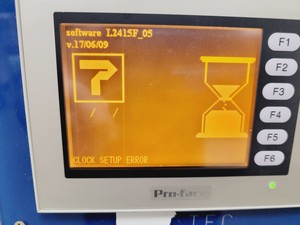 software L2415F_05
v.17/06/09
?
/ /
CLOCK SETUP ERROR
F1
F2
F3
F4
F5
F6
Pro-face